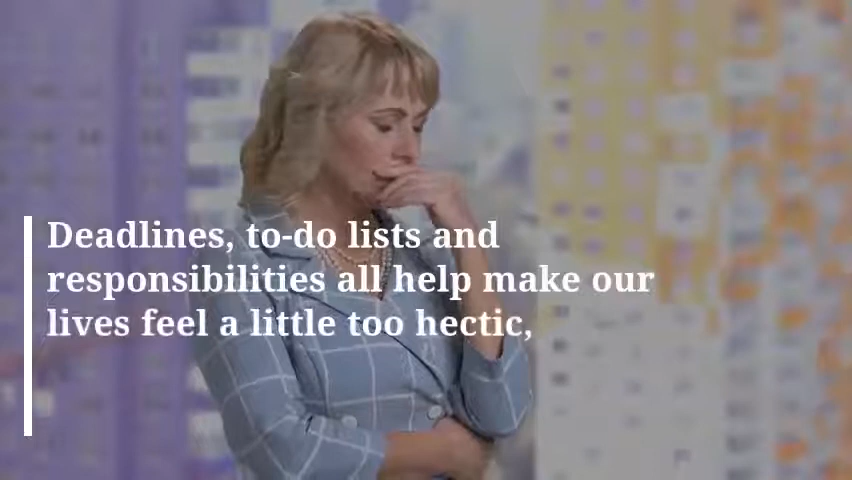 Deadlines, to-do lists and
responsibilities all help make our
lives feel a little too hectic,